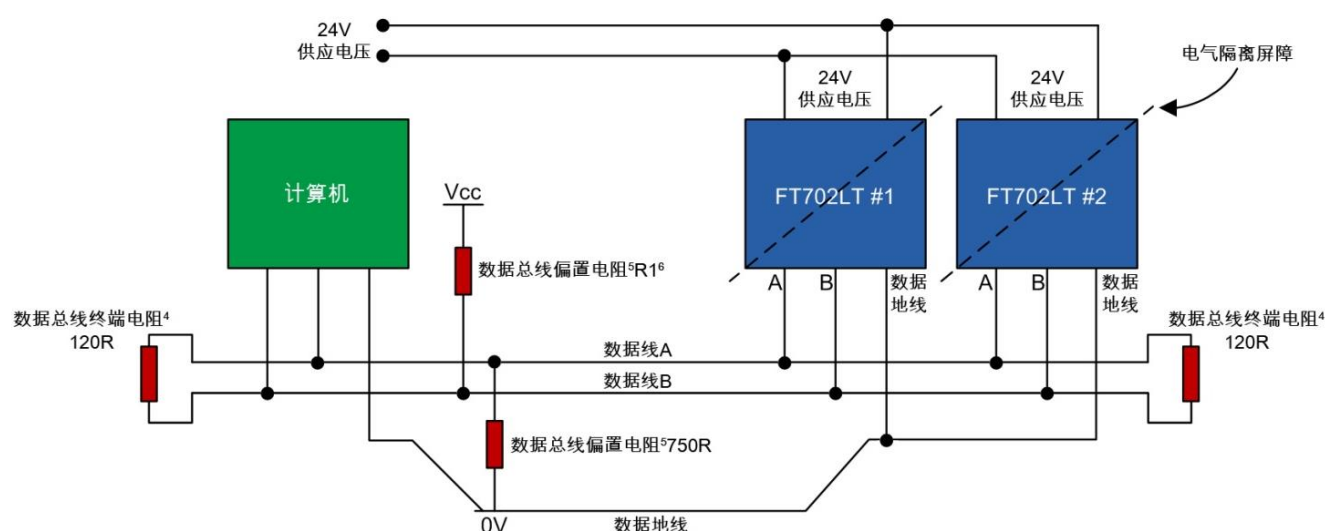 24V
供应电压
电气隔离屏障
24V
供应电压
24V
供应电压
计算机
Vcc
FT702LT #1
FT702LT #2
数据总线偏置电阻⁵R1⁶
A
B
数据
地线
A
B
数据
地线
数据总线终端电阻⁴
120R
数据总线终端电阻⁴
120R
数据线A
数据线B
数据总线偏置电阻⁵750R
0V
数据地线